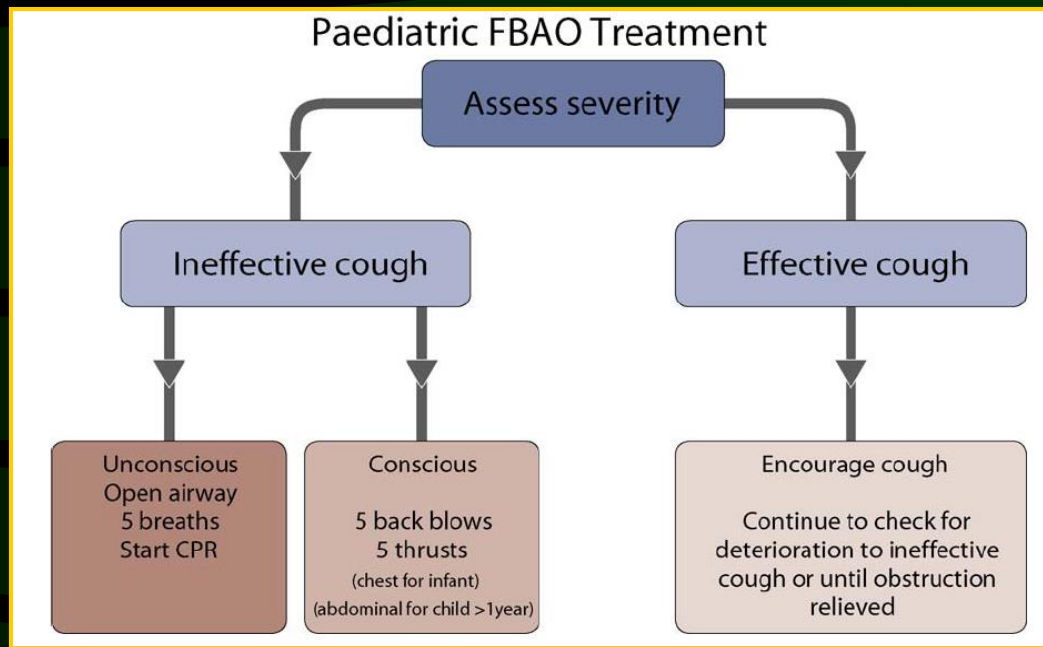 Paediatric FBAO Treatment
Assess severity
Ineffective cough
Effective cough
Unconscious
Open airway
5 breaths
Start CPR
Conscious
5 back blows
5 thrusts
(chest for infant)
(abdominal for child >1year)
Encourage cough
Continue to check for
deterioration to ineffective
cough or until obstruction
relieved